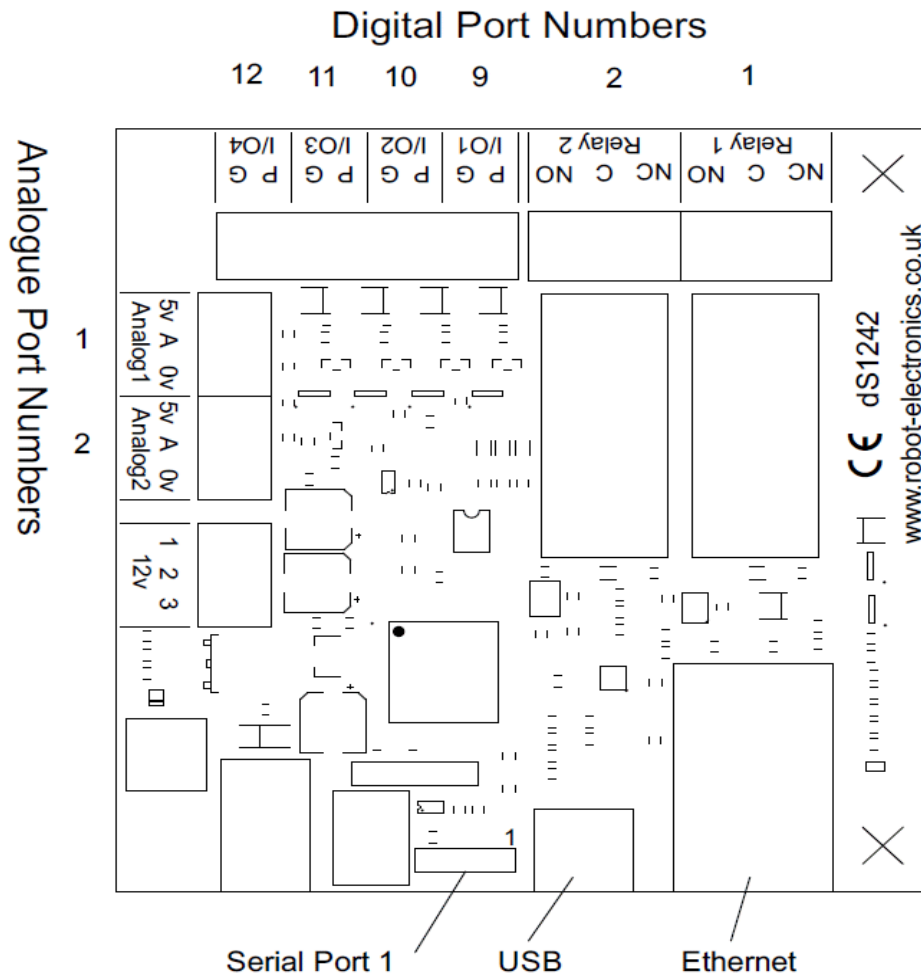 Digital Port Numbers
12 11 10 9 2 1
I/O4 I/O3 I/O2 I/O1 Relay 2 Relay 1
G P G P G P G P NO C NC NO C NC
Analogue Port Numbers
1
5v A 0v
Analog1
2
5v A 0v
Analog2
1 2 3
12v
CE dS1242
www.robot-electronics.co.uk
1
Serial Port 1 USB Ethernet